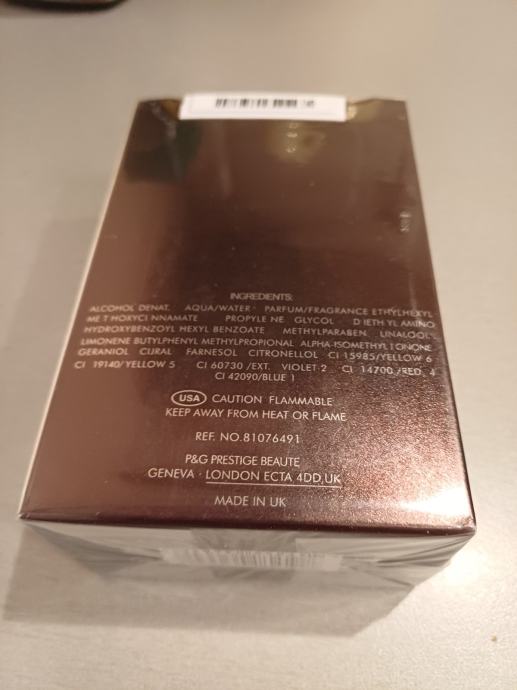 INGREDIENTS:
ALCOHOL DENAT. AQUA/WATER· PARFUM/FRAGRANCE ETHYLHEXYL
ME T HOXYCI NNAMATE PROPYLE NE GLYCOL D IETH YL AMINO
HYDROXYBENZOYL HEXYL BENZOATE METHYLPARABEN LINALOOL
LIMONENE BUTYLPHENYL METHYLPROPIONAL ALPHA-ISOMETHYL I ONONE
GERANIOL CLIRAL FARNESOL CITRONELLOL CI 15985/YELLOW 6
CI 19140/YELLOW 5 CI 60730 /EXT. VIOLET 2 CI 14700 /RED 4
CI 42090/BLUE 1
USA CAUTION FLAMMABLE
KEEP AWAY FROM HEAT OR FLAME
REF. NO.81076491
P&G PRESTIGE BEAUTE
GENEVA · LONDON ECTA 4DD,UK
MADE IN UK